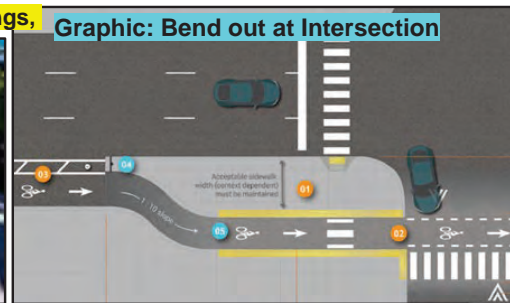 ngs,
Graphic: Bend out at Intersection
03
04
1:10 slope
Acceptable sidewalk
width (context dependent)
must be maintained
01
05
02